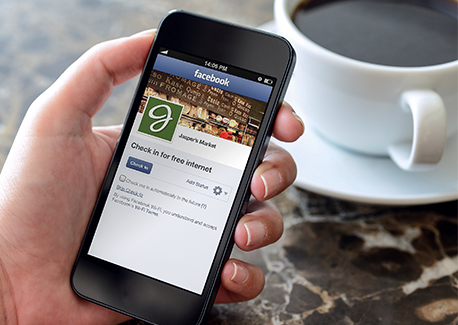 14:05 PM
facebook
FROMAGE
g
Jasper's Market
Check in for free internet
Check In
Add Status
Check me in automatically in the future [?]
Skip Check In
By using Facebook Wi-Fi, you understand and accept
Facebook's Wi-Fi Terms.